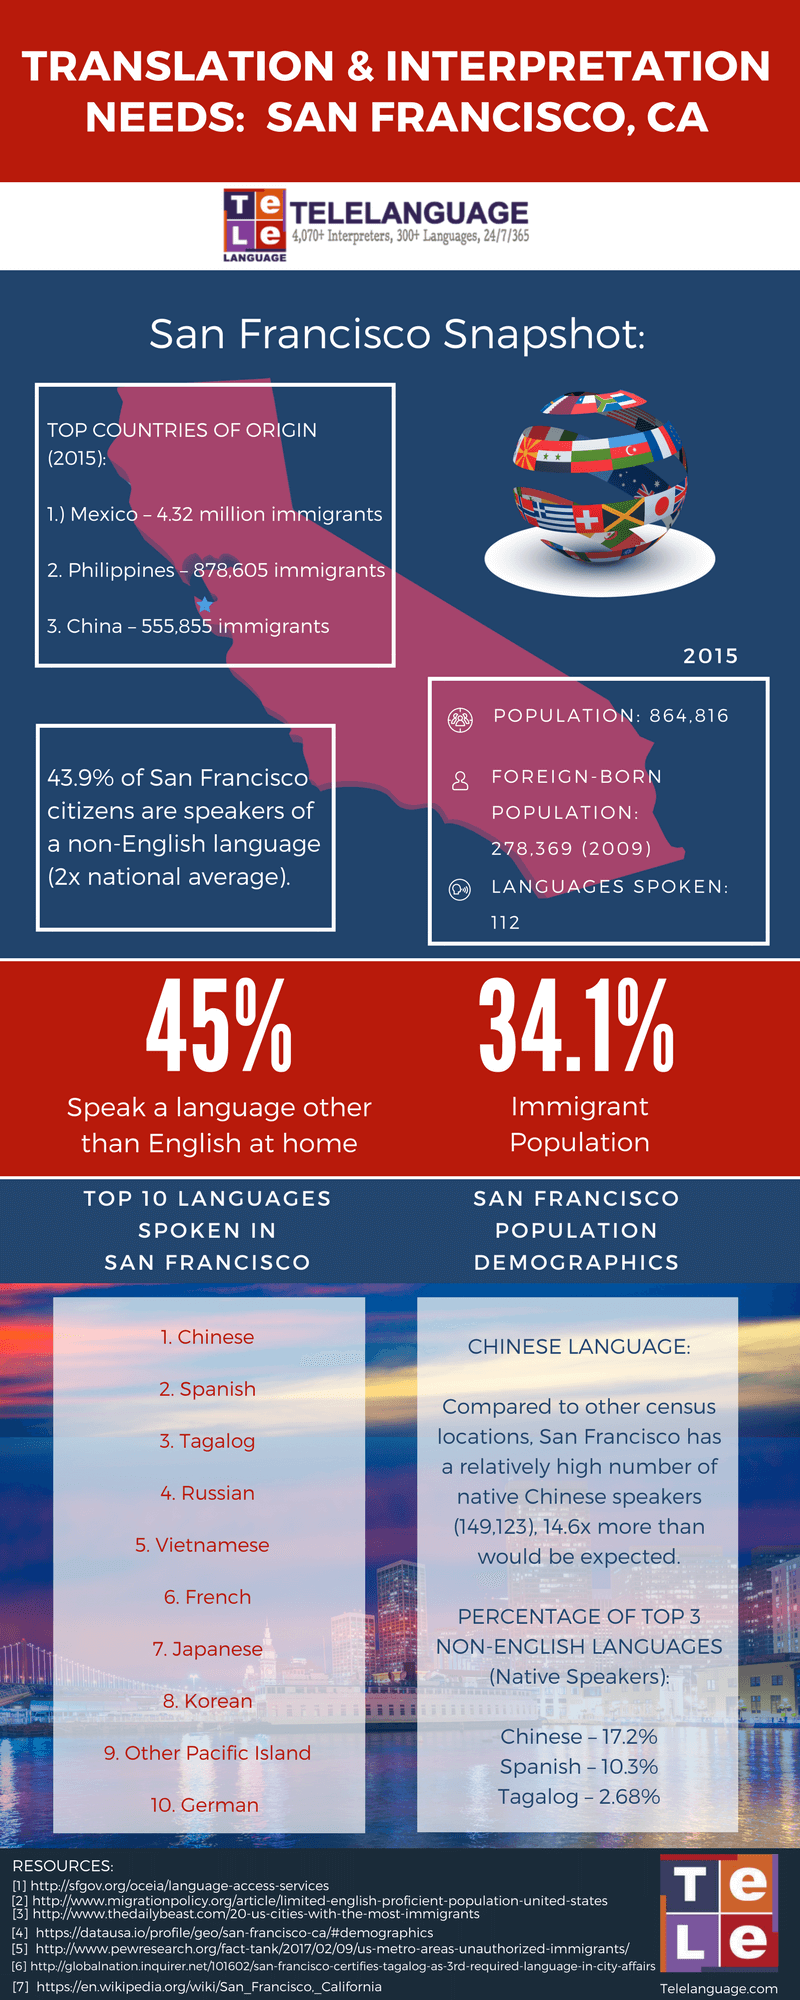 TRANSLATION & INTERPRETATION
NEEDS: SAN FRANCISCO, CA
Te
Le
LANGUAGE
TELELANGUAGE
4,070+ Interpreters, 300+ Languages, 24/7/365
San Francisco Snapshot:
TOP COUNTRIES OF ORIGIN
(2015):
1.) Mexico – 4.32 million immigrants
2. Philippines – 878,605 immigrants
3. China – 555,855 immigrants
2015
POPULATION: 864,816
FOREIGN-BORN
POPULATION:
278,369 (2009)
LANGUAGES SPOKEN:
112
43.9% of San Francisco
citizens are speakers of
a non-English language
(2x national average).
45%
Speak a language other
than English at home
34.1%
Immigrant
Population
TOP 10 LANGUAGES
SPOKEN IN
SAN FRANCISCO
1. Chinese
2. Spanish
3. Tagalog
4. Russian
5. Vietnamese
6. French
7. Japanese
8. Korean
9. Other Pacific Island
10. German
SAN FRANCISCO
POPULATION
DEMOGRAPHICS
CHINESE LANGUAGE:
Compared to other census
locations, San Francisco has
a relatively high number of
native Chinese speakers
(149,123), 14.6x more than
would be expected.
PERCENTAGE OF TOP 3
NON-ENGLISH LANGUAGES
(Native Speakers):
Chinese – 17.2%
Spanish – 10.3%
Tagalog – 2.68%
RESOURCES:
[1] http://sfgov.org/oceia/language-access-services
[2] http://www.migrationpolicy.org/article/limited-english-proficient-population-united-states
[3] http://www.thedailybeast.com/20-us-cities-with-the-most-immigrants
[4] https://datausa.io/profile/geo/san-francisco-ca/#demographics
[5] http://www.pewresearch.org/fact-tank/2017/02/09/us-metro-areas-unauthorized-immigrants/
[6] http://globalnation.inquirer.net/101602/san-francisco-certifies-tagalog-as-3rd-required-language-in-city-affairs
[7] https://en.wikipedia.org/wiki/San_Francisco,_California
Te
Le
Telelanguage.com